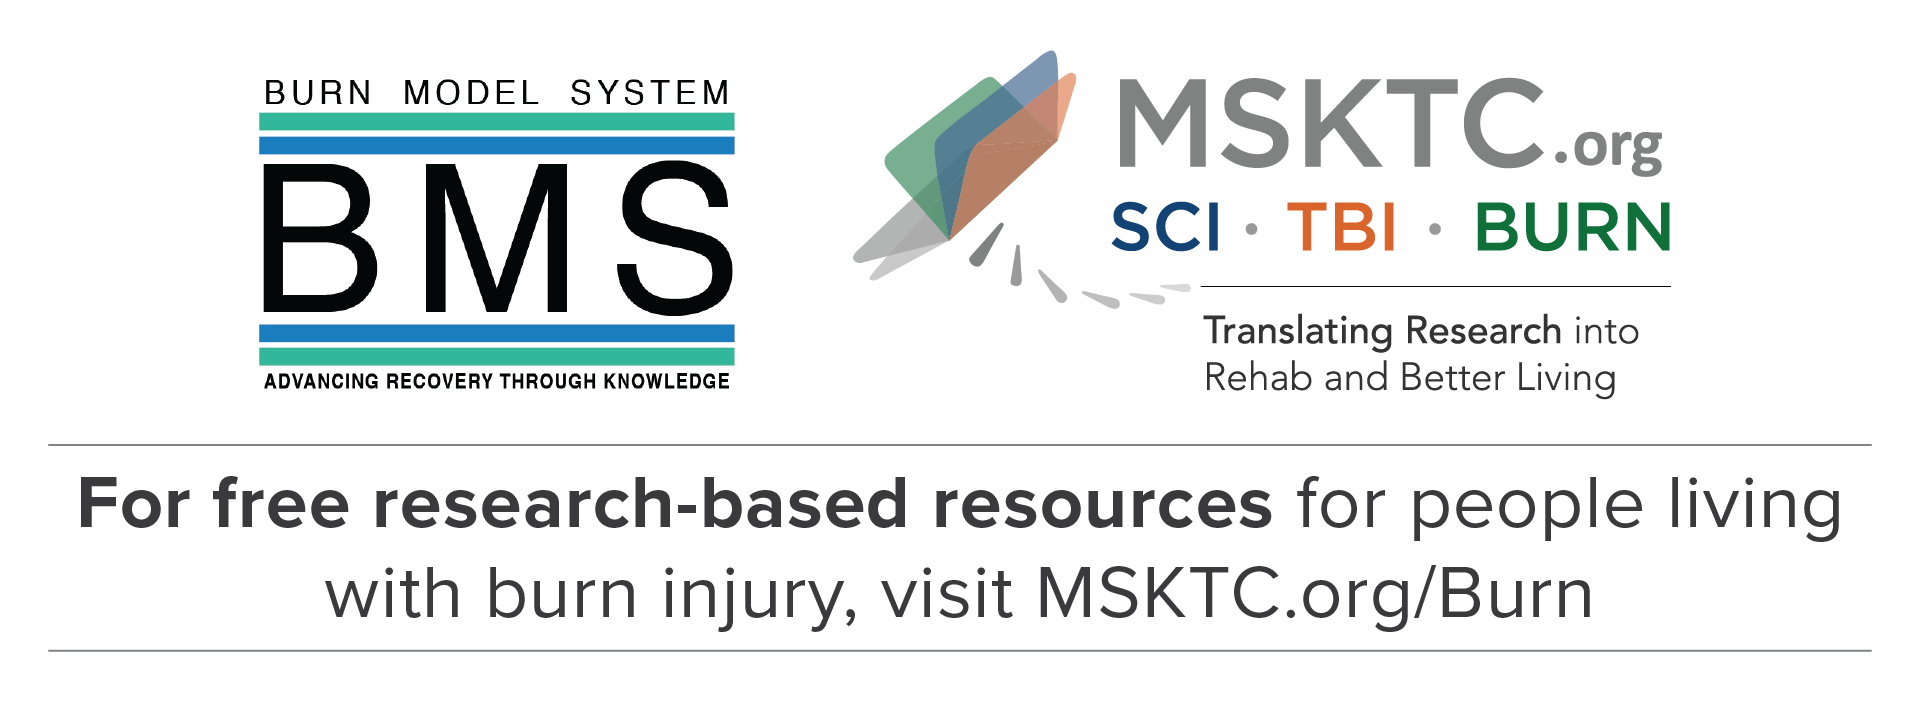 BURN MODEL SYSTEM
BMS
ADVANCING RECOVERY THROUGH KNOWLEDGE
MSKTC.org
SCI · TBI · BURN
Translating Research into
Rehab and Better Living
For free research-based resources for people living
with burn injury, visit MSKTC.org/Burn